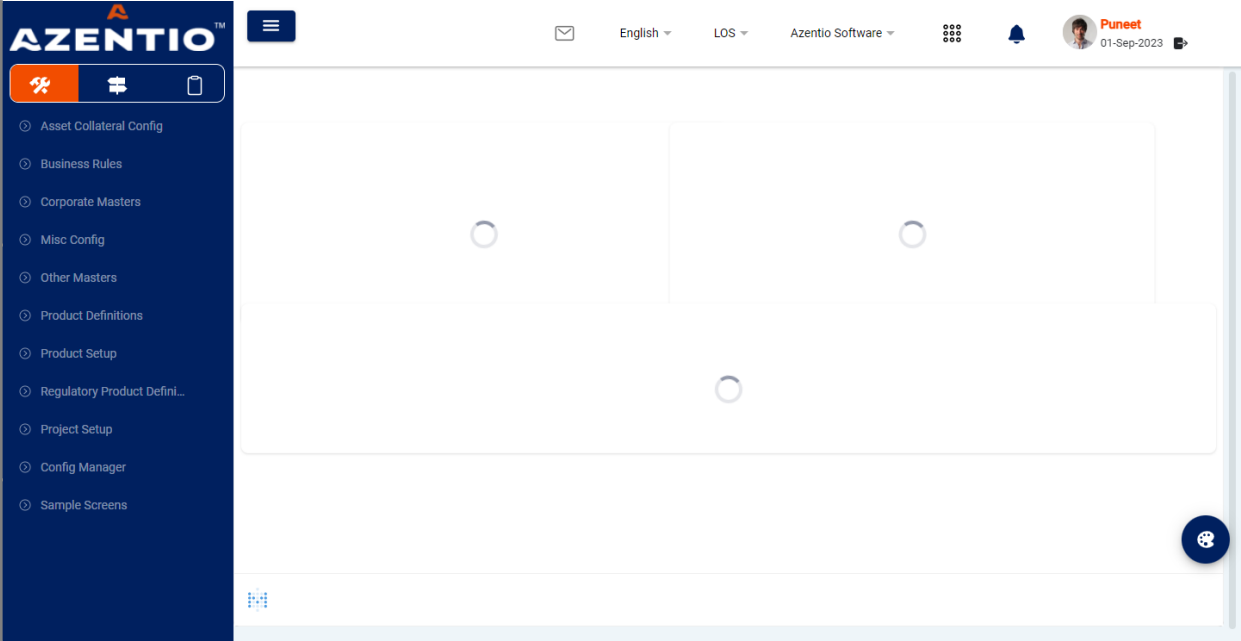 AZENTIO™
English
LOS
Azentio Software
Puneet
01-Sep-2023
Asset Collateral Config
Business Rules
Corporate Masters
Misc Config
Other Masters
Product Definitions
Product Setup
Regulatory Product Defini...
Project Setup
Config Manager
Sample Screens